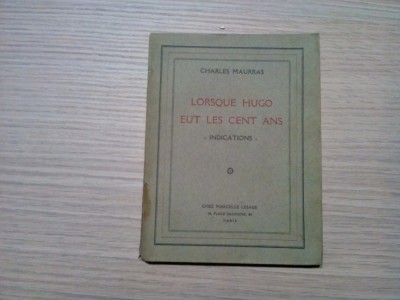 CHARLES MAURRAS
LORSQUE HUGO
EUT LES CENT ANS
- INDICATIONS -
CHEZ MARCELLE LESAGE
PARIS